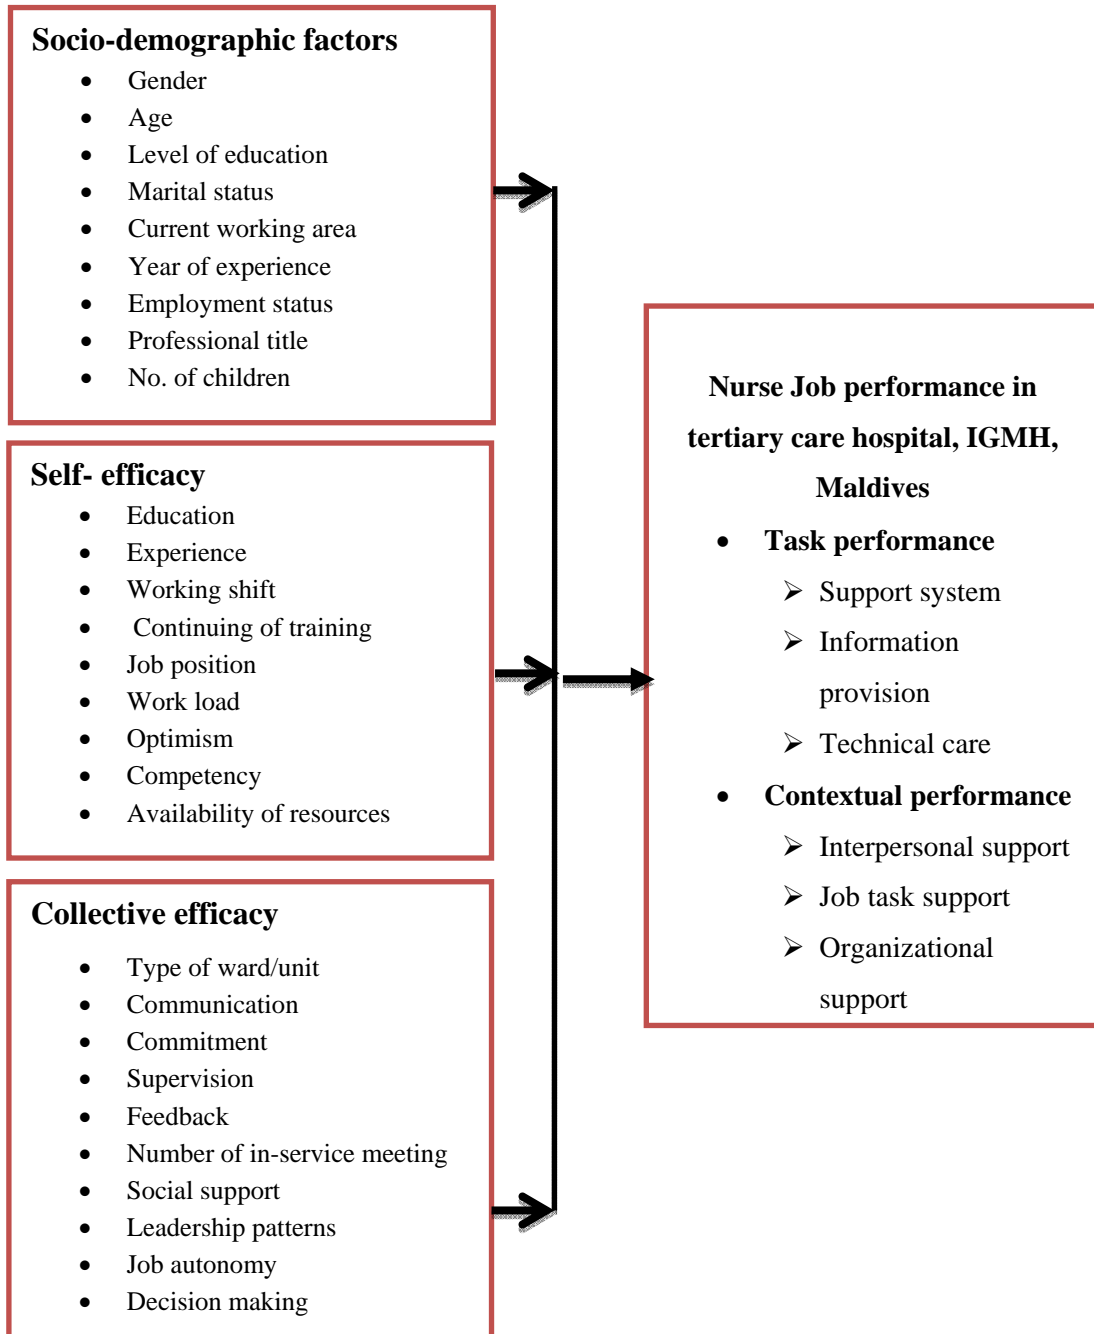 Socio-demographic factors
• Gender
• Age
• Level of education
• Marital status
• Current working area
• Year of experience
• Employment status
• Professional title
• No. of children
Self- efficacy
• Education
• Experience
• Working shift
• Continuing of training
• Job position
• Work load
• Optimism
• Competency
• Availability of resources
Collective efficacy
• Type of ward/unit
• Communication
• Commitment
• Supervision
• Feedback
• Number of in-service meeting
• Social support
• Leadership patterns
• Job autonomy
• Decision making
Nurse Job performance in
tertiary care hospital, IGMH,
Maldives
• Task performance
➢ Support system
➢ Information
provision
➢ Technical care
• Contextual performance
➢ Interpersonal support
➢ Job task support
➢ Organizational
support